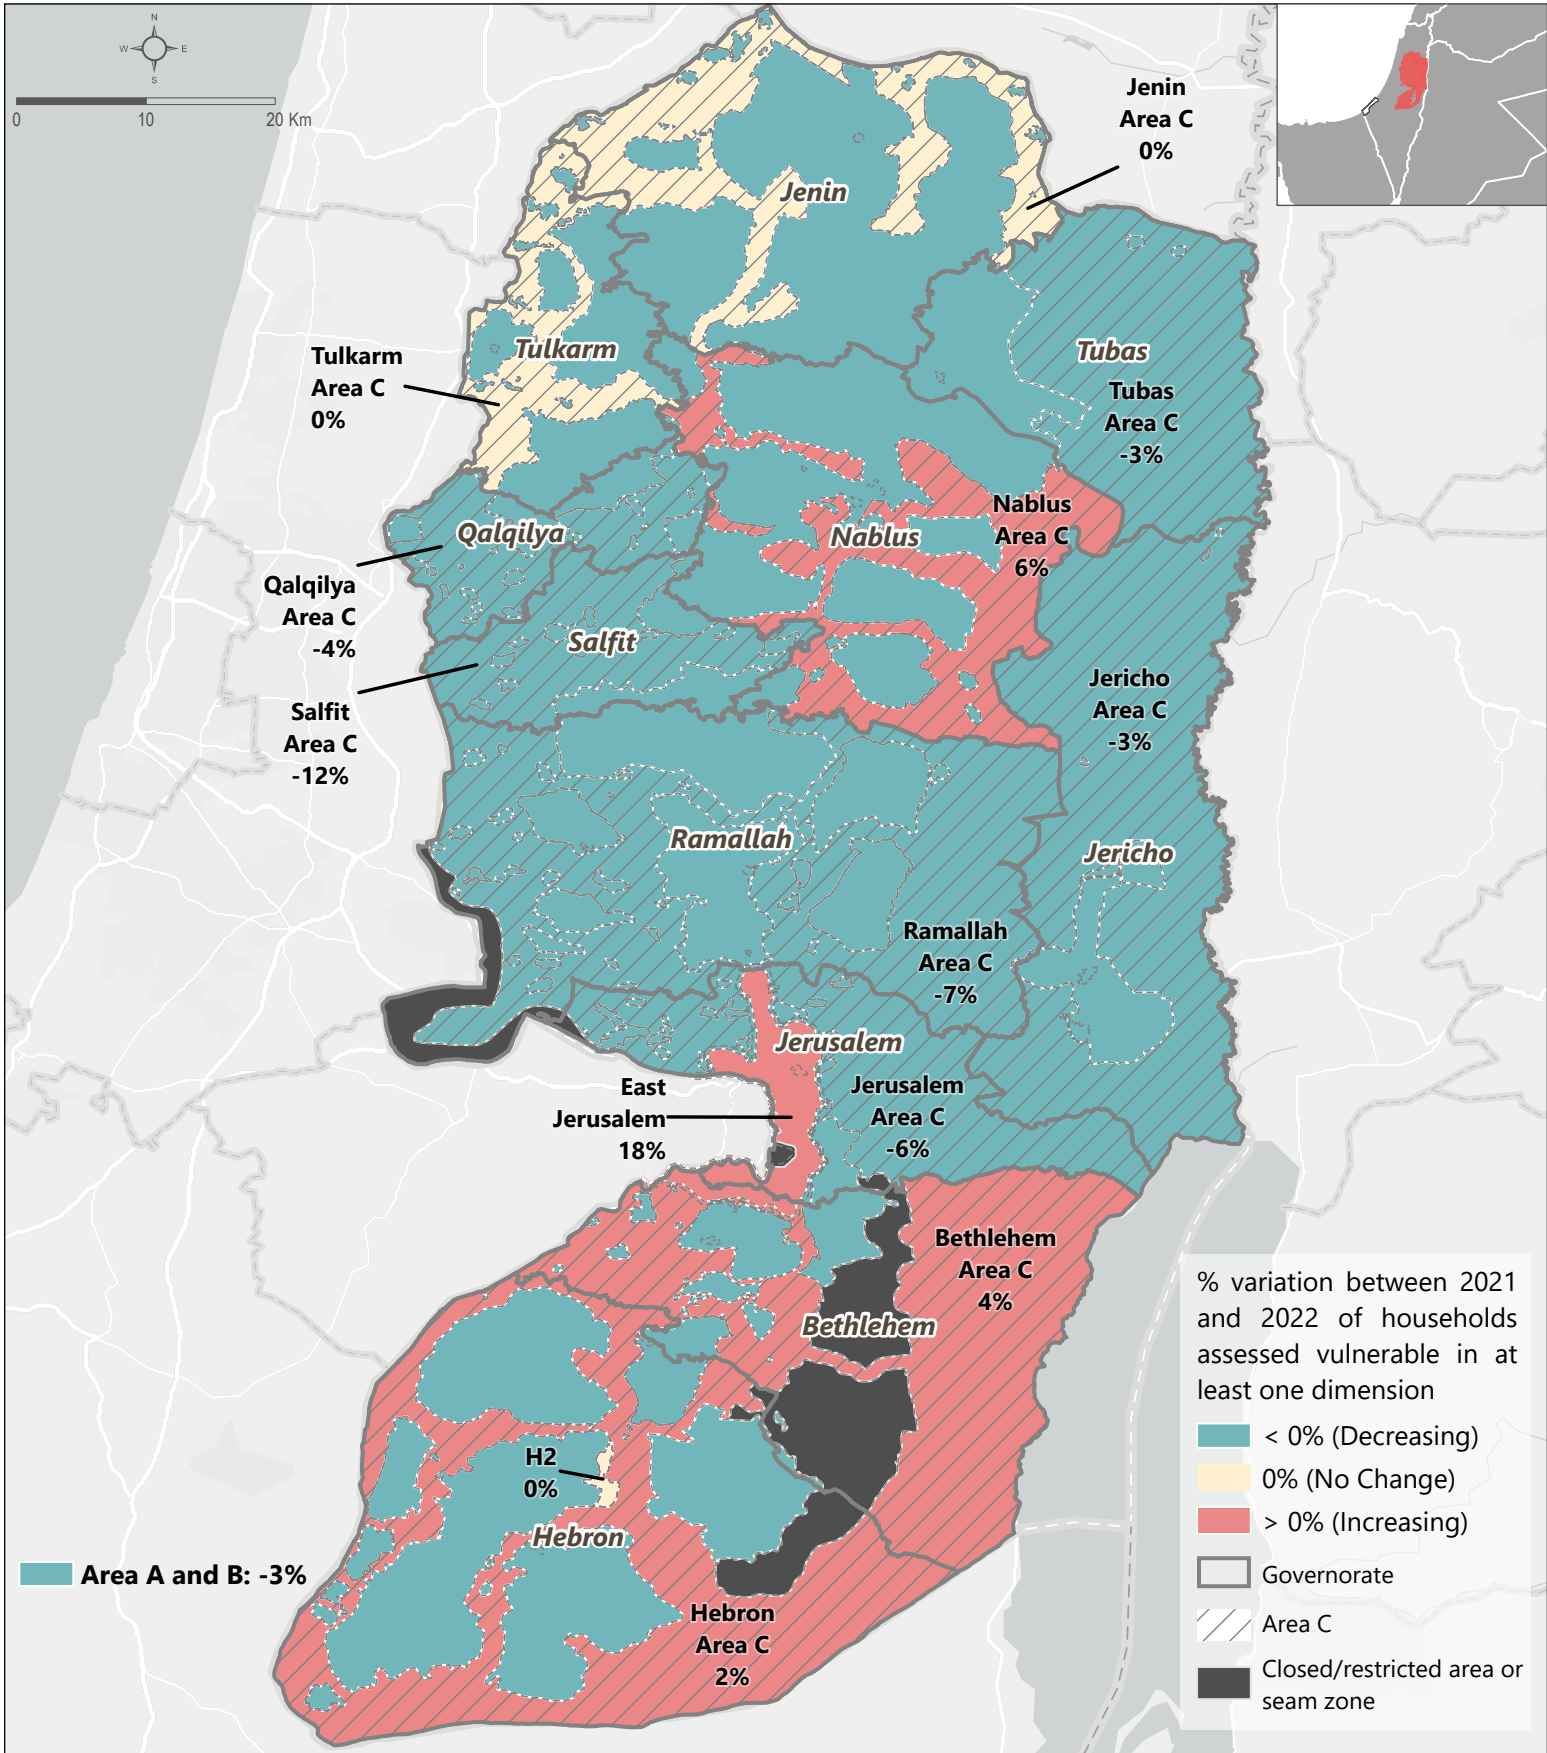 N
W
E
S
0
10
20 Km
Jenin
Area C
0%
Jenin
Tulkarm
Area C
0%
Tulkarm
Tubas
Tubas
Area C
-3%
Nablus
Area C
6%
Nablus
Qalqilya
Qalqilya
Area C
-4%
Salfit
Salfit
Area C
-12%
Jericho
Area C
-3%
Jericho
Ramallah
Ramallah
Area C
-7%
Jerusalem
Jerusalem
Area C
-6%
East
Jerusalem
18%
Bethlehem
Area C
4%
Bethlehem
H2
0%
Hebron
Hebron
Area C
2%
Area A and B: -3%
% variation between 2021
and 2022 of households
assessed vulnerable in at
least one dimension
< 0% (Decreasing)
0% (No Change)
> 0% (Increasing)
Governorate
Area C
Closed/restricted area or
seam zone